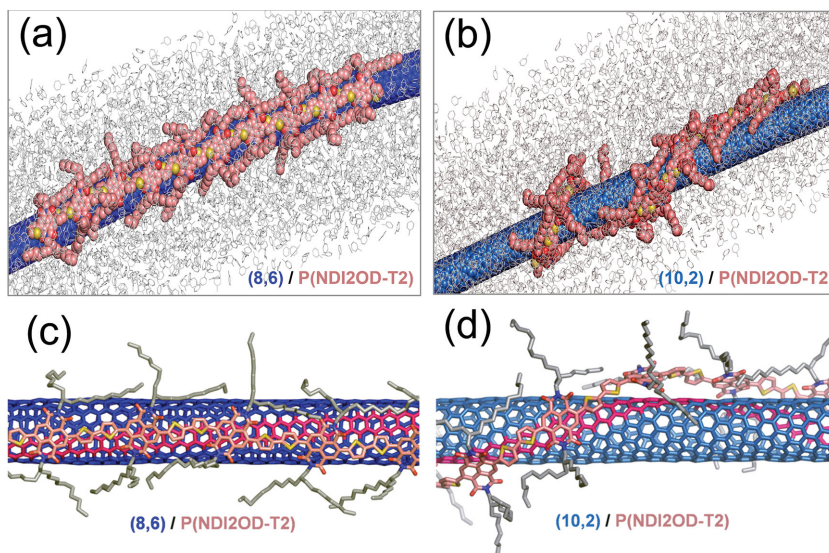 (a)
(8,6) / P(NDI2OD-T2)
(b)
(10,2) / P(NDI2OD-T2
(c)
(8,6) / P(NDI2OD-T2)
(d)
(10,2) / P(NDI2OD-T2)